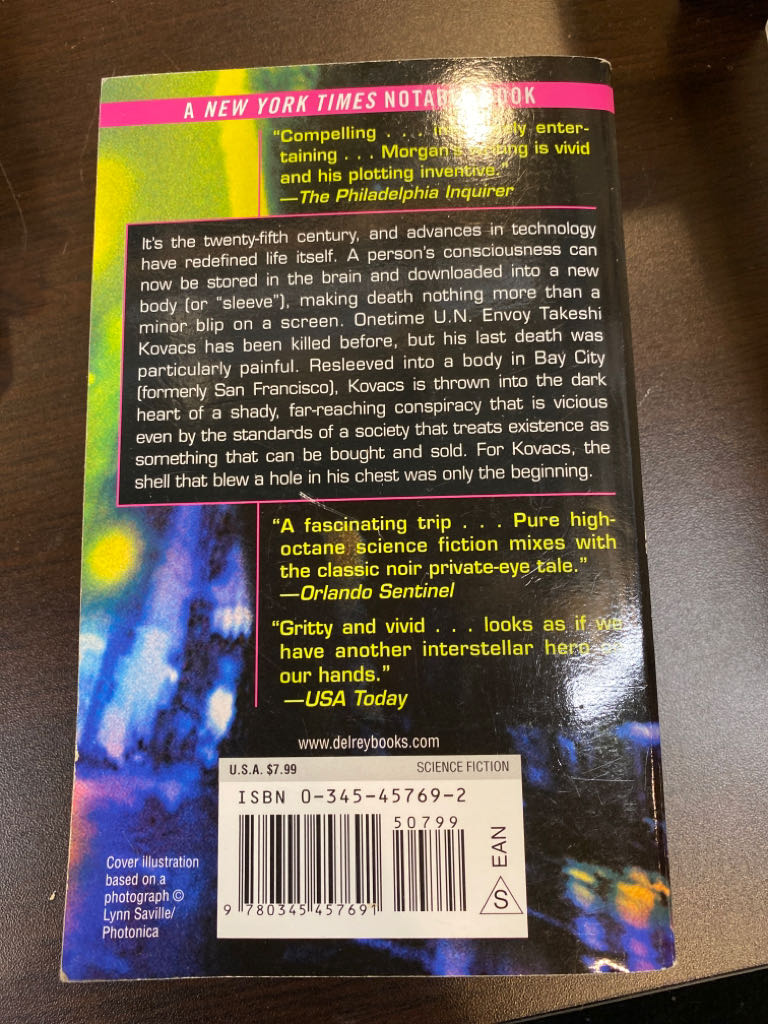 A NEW YORK TIMES NOTABLE BOOK
"Compelling . . . enter-
taining . . . Morgan's writing is vivid
and his plotting inventive."
—The Philadelphia Inquirer
It's the twenty-fifth century, and advances in technology
have redefined life itself. A person's consciousness can
now be stored in the brain and downloaded into a new
body (or "sleeve"), making death nothing more than a
minor blip on a screen. Onetime U.N. Envoy Takeshi
Kovacs has been killed before, but his last death was
particularly painful. Resleeved into a body in Bay City
(formerly San Francisco), Kovacs is thrown into the dark
heart of a shady, far-reaching conspiracy that is vicious
even by the standards of a society that treats existence as
something that can be bought and sold. For Kovacs, the
shell that blew a hole in his chest was only the beginning.
"A fascinating trip . . . Pure high-
octane science fiction mixes with
the classic noir private-eye tale."
—Orlando Sentinel
"Gritty and vivid . . . looks as if we
have another interstellar hero on
our hands."
—USA Today
www.delreybooks.com
U.S.A. $7.99 SCIENCE FICTION
ISBN 0-345-45769-2
50799
EAN
S
9 780345 457691
Cover illustration
based on a
photograph ©
Lynn Saville/
Photonica